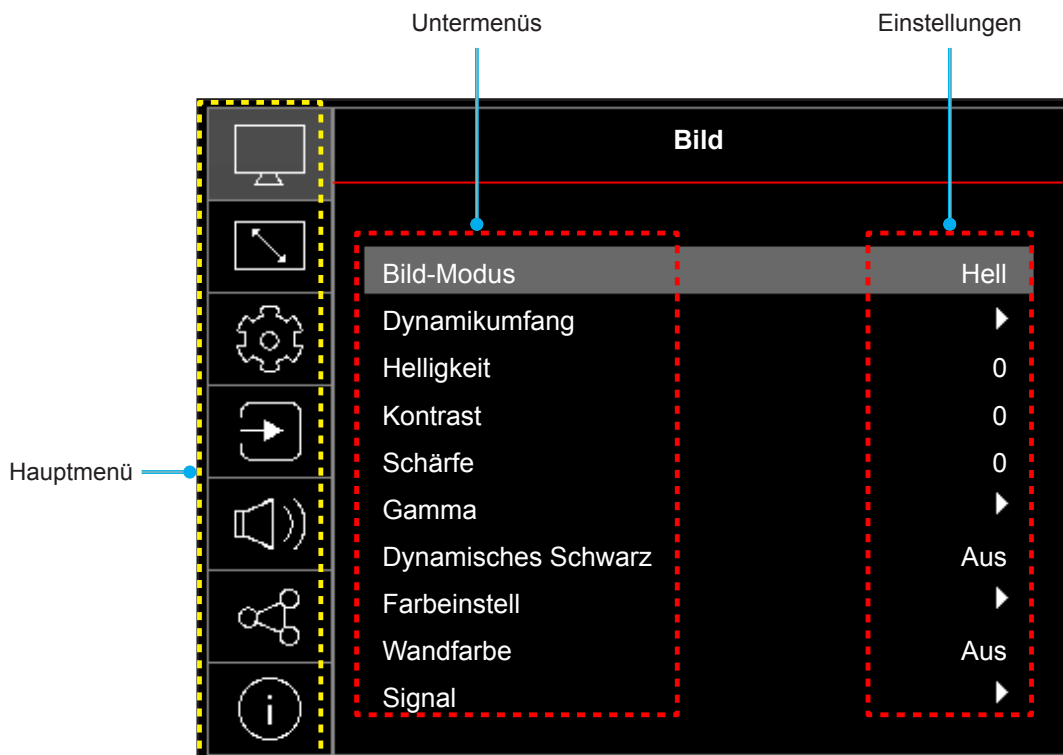 Untermenüs Einstellungen
Bild
Bild-Modus Hell
Dynamikumfang
Helligkeit 0
Kontrast 0
Schärfe 0
Hauptmenü
Gamma
Dynamisches Schwarz Aus
Farbeinstell
Wandfarbe Aus
Signal
i